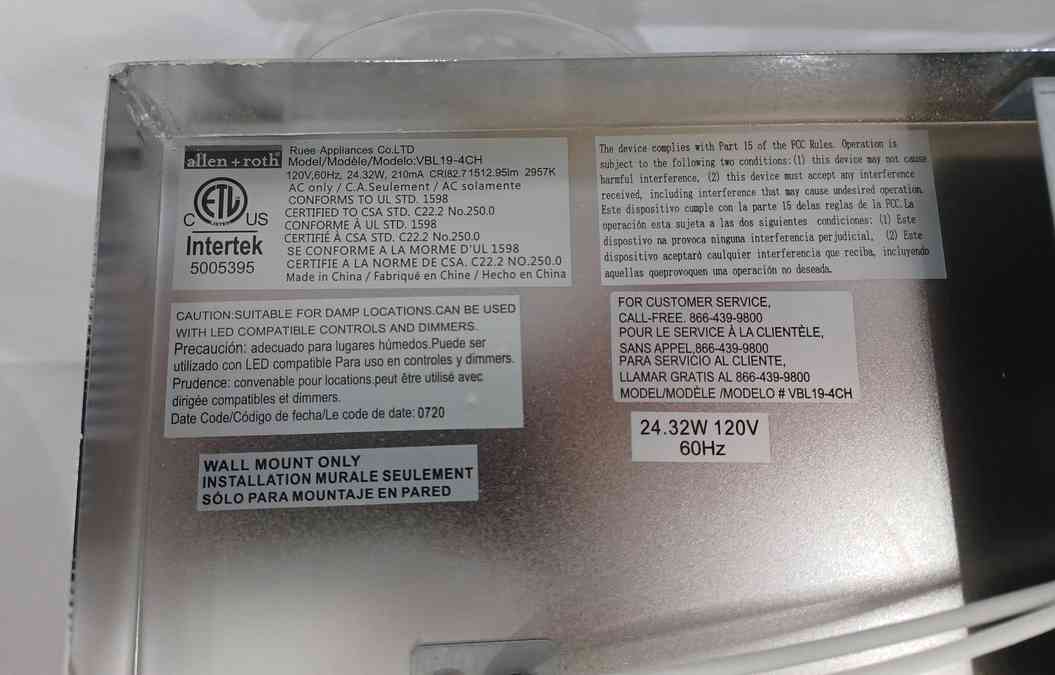 allen + roth
Ruee Appliances Co.LTD
Model/Modèle/Modelo:VBL19-4CH
120V,60Hz, 24.32W, 210mA CRI82.7 1512.95lm 2957K
AC only / C.A.Seulement / AC solamente
CONFORMS TO UL STD. 1598
CERTIFIED TO CSA STD. C22.2 No.250.0
CONFORME À UL STD. 1598
CERTIFIÉ À CSA STD. C22.2 No.250.0
SE CONFORME A LA MORME D'UL 1598
CERTIFIE A LA NORME DE CSA. C22.2 NO.250.0
Made in China / Fabriqué en Chine / Hecho en China
ETL
LISTED
C US
Intertek
5005395
The device complies with Part 15 of the FCC Rules. Operation is
subject to the following two conditions:(1) this device may not cause
harmful interference, (2) this device must accept any interference
received, including interference that may cause undesired operation.
Este dispositivo cumple con la parte 15 delas reglas de la FCC.La
operación esta sujeta a las dos siguientes condiciones: (1) Este
dispostivo na provoca ninguna interferencia perjudicial, (2) Este
dispositivo aceptará caulquier interferencia que reciba, incluyendo
aquellas queprovoquen una operación no deseada.
CAUTION:SUITABLE FOR DAMP LOCATIONS.CAN BE USED
WITH LED COMPATIBLE CONTROLS AND DIMMERS.
Precaución: adecuado para lugares húmedos.Puede ser
utilizado con LED compatible Para uso en controles y dimmers.
Prudence: convenable pour locations.peut être utilisé avec
dirigée compatibles et dimmers.
Date Code/Código de fecha/Le code de date: 0720
FOR CUSTOMER SERVICE,
CALL-FREE. 866-439-9800
POUR LE SERVICE À LA CLIENTÈLE,
SANS APPEL,866-439-9800
PARA SERVICIO AL CLIENTE,
LLAMAR GRATIS AL 866-439-9800
MODEL/MODÈLE /MODELO # VBL19-4CH
24.32W 120V
60Hz
WALL MOUNT ONLY
INSTALLATION MURALE SEULEMENT
SÓLO PARA MOUNTAJE EN PARED